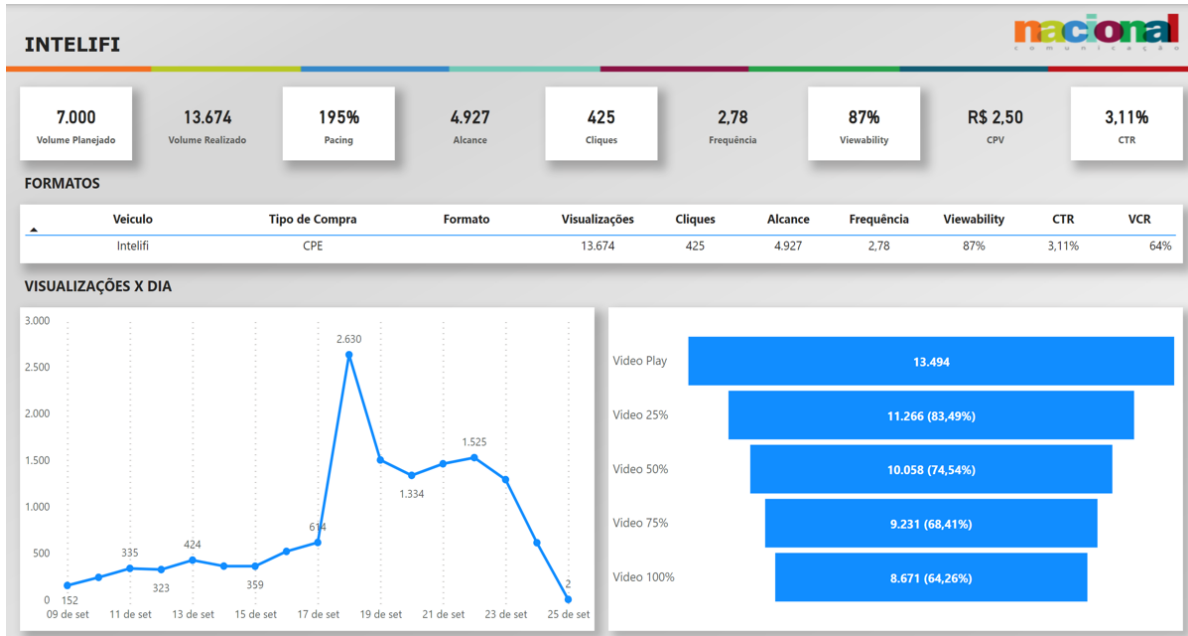 INTELIFI
nacional
comunicação
7.000
Volume Planejado
13.674
Volume Realizado
195%
Pacing
4.927
Alcance
425
Cliques
2,78
Frequência
87%
Viewability
R$ 2,50
CPV
3,11%
CTR
FORMATOS
Veiculo Tipo de Compra Formato Visualizações Cliques Alcance Frequência Viewability CTR VCR
Intelifi CPE 13.674 425 4.927 2,78 87% 3,11% 64%
VISUALIZAÇÕES X DIA
3.000
2.500
2.000
1.500
1.000
500
0
152
335
323
424
359
614
2.630
1.334
1.525
2
09 de set 11 de set 13 de set 15 de set 17 de set 19 de set 21 de set 23 de set 25 de set
Video Play 13.494
Video 25% 11.266 (83,49%)
Video 50% 10.058 (74,54%)
Video 75% 9.231 (68,41%)
Video 100% 8.671 (64,26%)